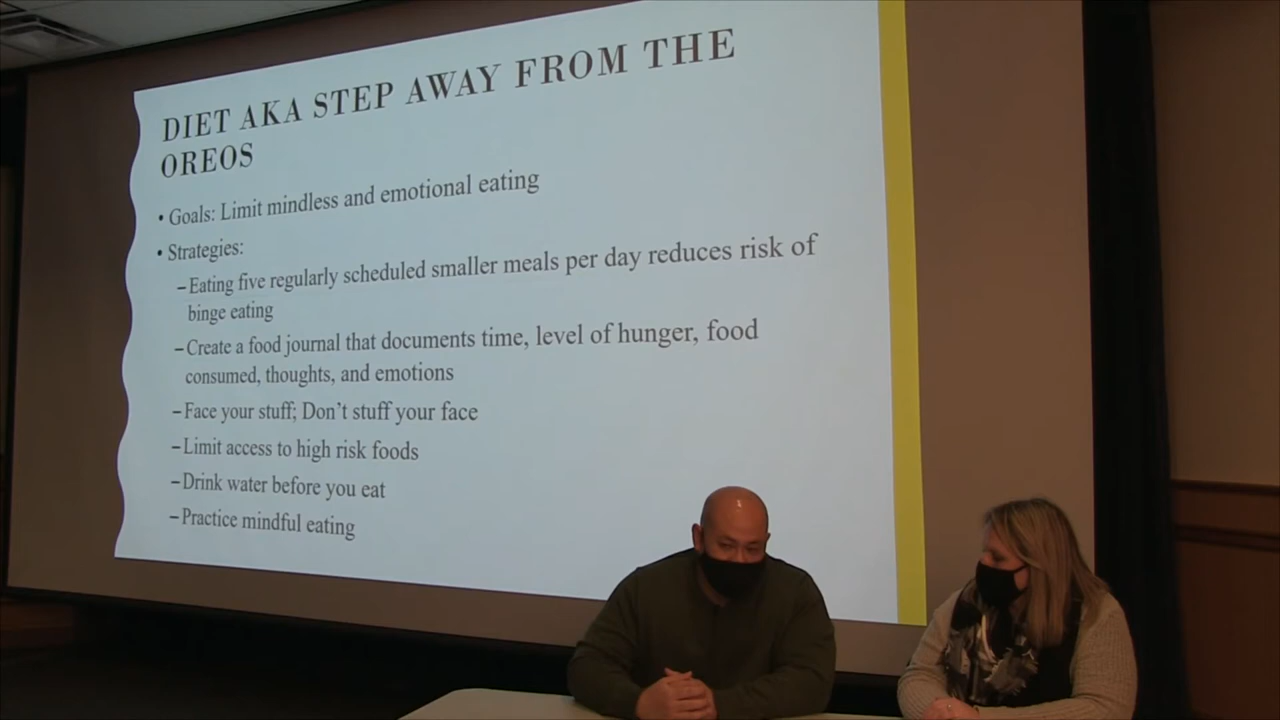 DIET AKA STEP AWAY FROM THE
OREOS
• Goals: Limit mindless and emotional eating
• Strategies:
–Eating five regularly scheduled smaller meals per day reduces risk of
binge eating
–Create a food journal that documents time, level of hunger, food
consumed, thoughts, and emotions
–Face your stuff; Don't stuff your face
–Limit access to high risk foods
–Drink water before you eat
–Practice mindful eating